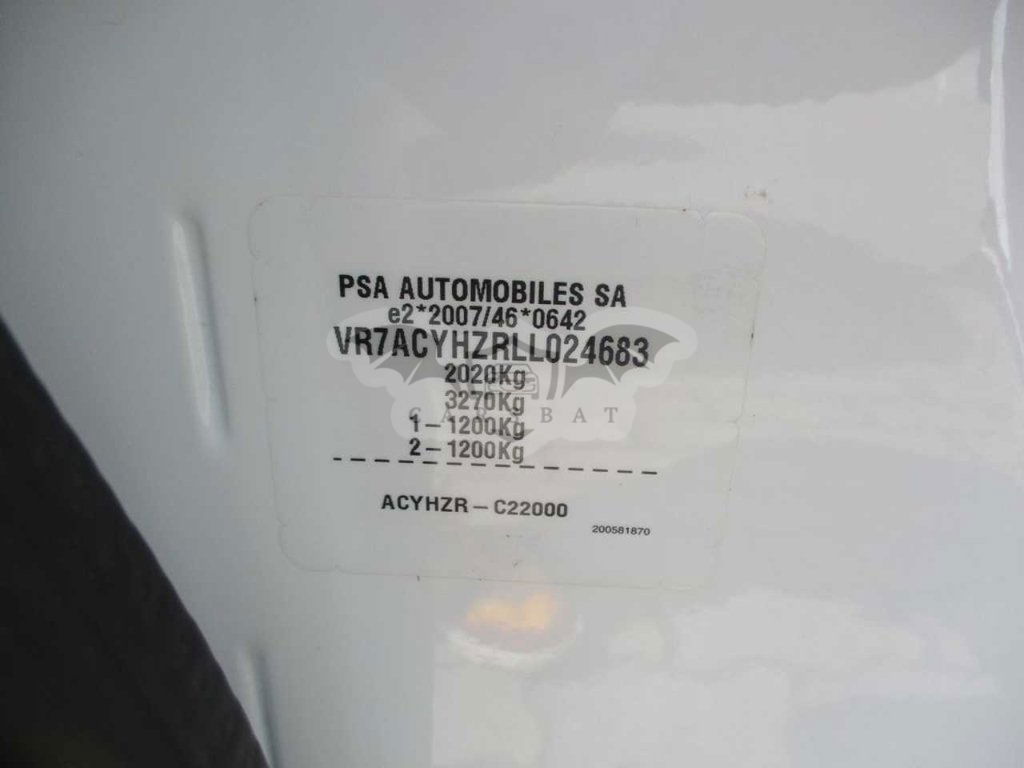 PSA AUTOMOBILES SA
e2*2007/46*0642
VR7ACYHZRLL024683
2020Kg
3270Kg
1-1200Kg
2-1200Kg
ACYHZR-C22000
200581870